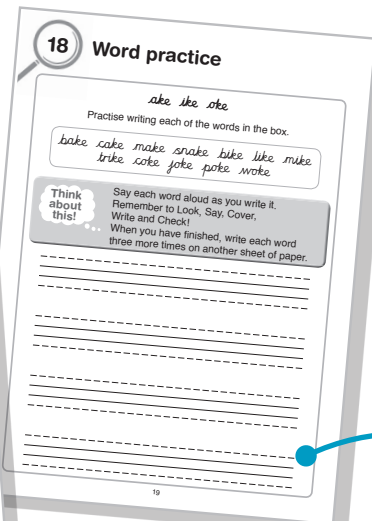 18 Word practice
ake ike oke
Practise writing each of the words in the box.
bake cake make snake bike like mike
trike coke joke poke woke
Think
about
this!
Say each word aloud as you write it.
Remember to Look, Say, Cover,
Write and Check!
When you have finished, write each word
three more times on another sheet of paper.
19